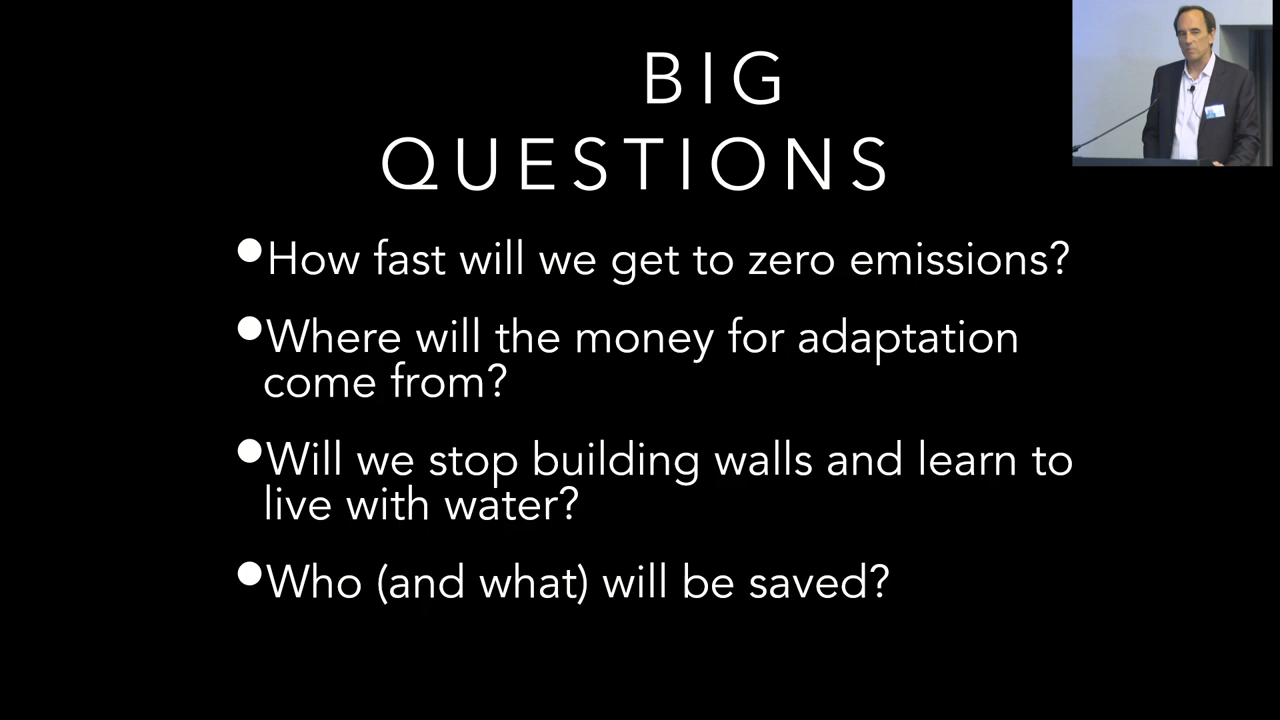 BIG
QUESTIONS
•How fast will we get to zero emissions?
•Where will the money for adaptation
come from?
•Will we stop building walls and learn to
live with water?
•Who (and what) will be saved?